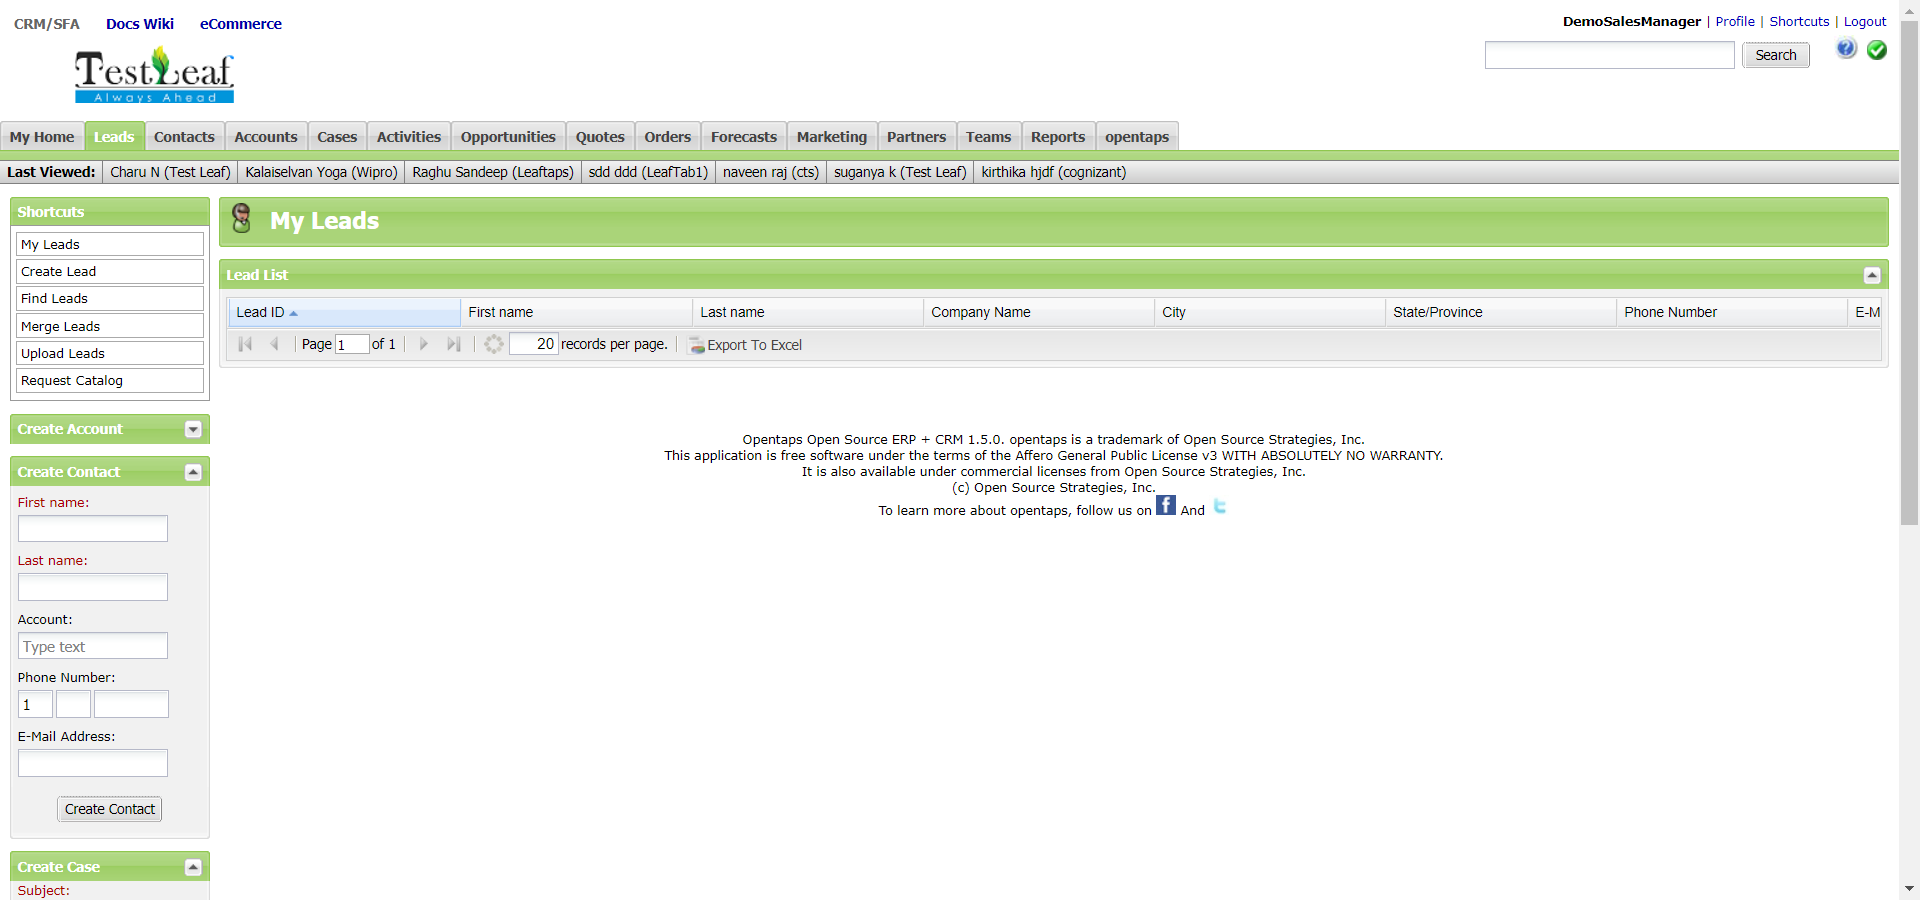 CRM/SFA Docs Wiki eCommerce
DemoSalesManager | Profile | Shortcuts | Logout
Search
TestLeaf
Always Ahead
My Home Leads Contacts Accounts Cases Activities Opportunities Quotes Orders Forecasts Marketing Partners Teams Reports opentaps
Last Viewed: Charu N (Test Leaf) Kalaiselvan Yoga (Wipro) Raghu Sandeep (Leaftaps) sdd ddd (LeafTab1) naveen raj (cts) suganya k (Test Leaf) kirthika hjdf (cognizant)
Shortcuts
My Leads
Create Lead
Find Leads
Merge Leads
Upload Leads
Request Catalog
Create Account
Create Contact
First name:
Last name:
Account:
Type text
Phone Number:
1
E-Mail Address:
Create Contact
Create Case
Subject:
My Leads
Lead List
Lead ID First name Last name Company Name City State/Province Phone Number E-M
Page 1 of 1 20 records per page. Export To Excel
Opentaps Open Source ERP + CRM 1.5.0. opentaps is a trademark of Open Source Strategies, Inc.
This application is free software under the terms of the Affero General Public License v3 WITH ABSOLUTELY NO WARRANTY.
It is also available under commercial licenses from Open Source Strategies, Inc.
(c) Open Source Strategies, Inc.
To learn more about opentaps, follow us on f And t